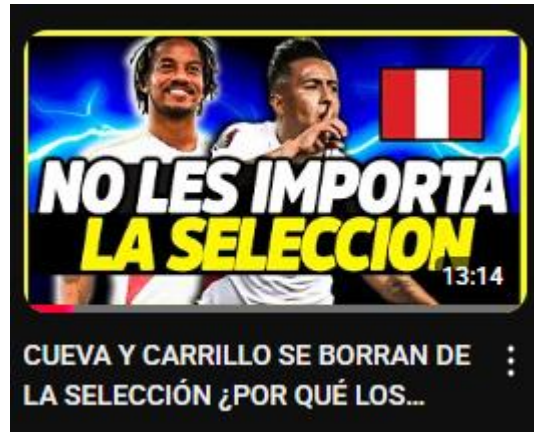 NO LES IMPORTA
LA SELECCION
13:14
CUEVA Y CARRILLO SE BORRAN DE
LA SELECCIÓN ¿POR QUÉ LOS...